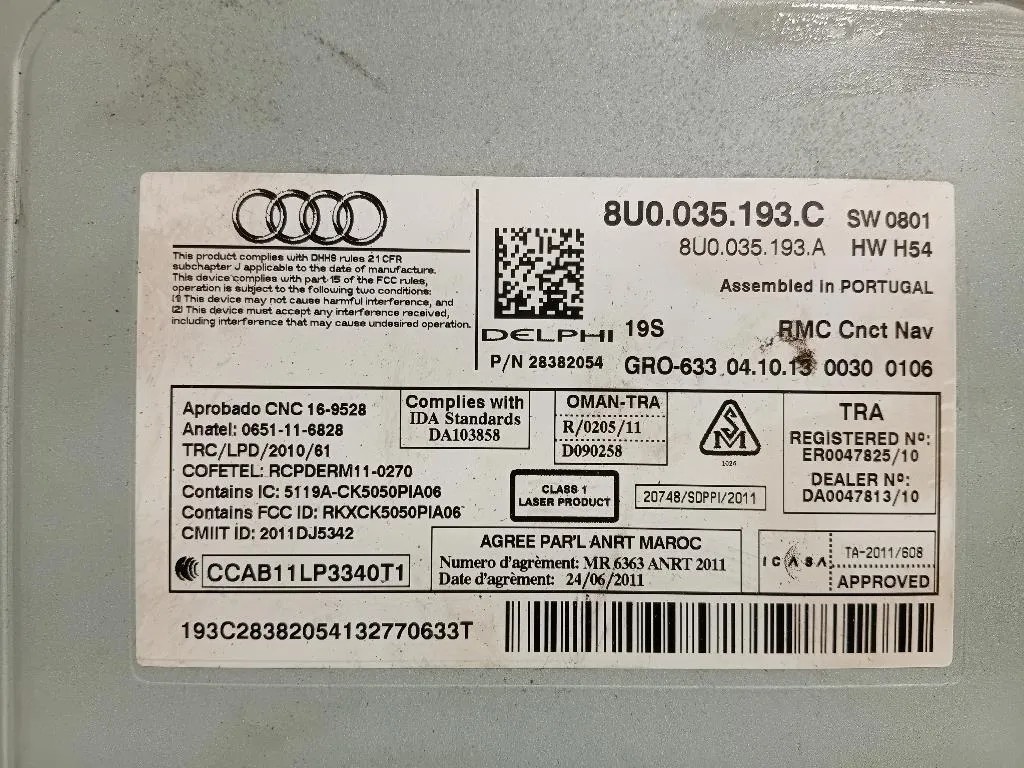 This product complies with DHHS rules 21 CFR
subchapter J applicable to the date of manufacture.
This device complies with part 15 of the FCC rules,
operation is subject to the following two conditions:
(1) This device may not cause harmful interference, and
(2) This device must accept any interference received,
including interference that may cause undesired operation.
DELPHI
P/N 28382054
8U0.035.193.C SW 0801
8U0.035.193.A HW H54
Assembled in PORTUGAL
19S RMC Cnct Nav
GRO-633 04.10.13 0030 0106
Aprobado CNC 16-9528
Anatel: 0651-11-6828
TRC/LPD/2010/61
COFETEL: RCPDERM11-0270
Contains IC: 5119A-CK5050PIA06
Contains FCC ID: RKXCK5050PIA06
CMIIT ID: 2011DJ5342
CCAB11LP3340T1
Complies with
IDA Standards
DA103858
OMAN-TRA
R/0205/11
D090258
SM
1024
CLASS 1
LASER PRODUCT
20748/SDPPI/2011
TRA
REGISTERED Nº:
ER0047825/10
DEALER Nº:
DA0047813/10
AGREE PAR'L ANRT MAROC
Numero d'agrèment: MR 6363 ANRT 2011
Date d'agrèment: 24/06/2011
ICASA
TA-2011/608
APPROVED
193C28382054132770633T